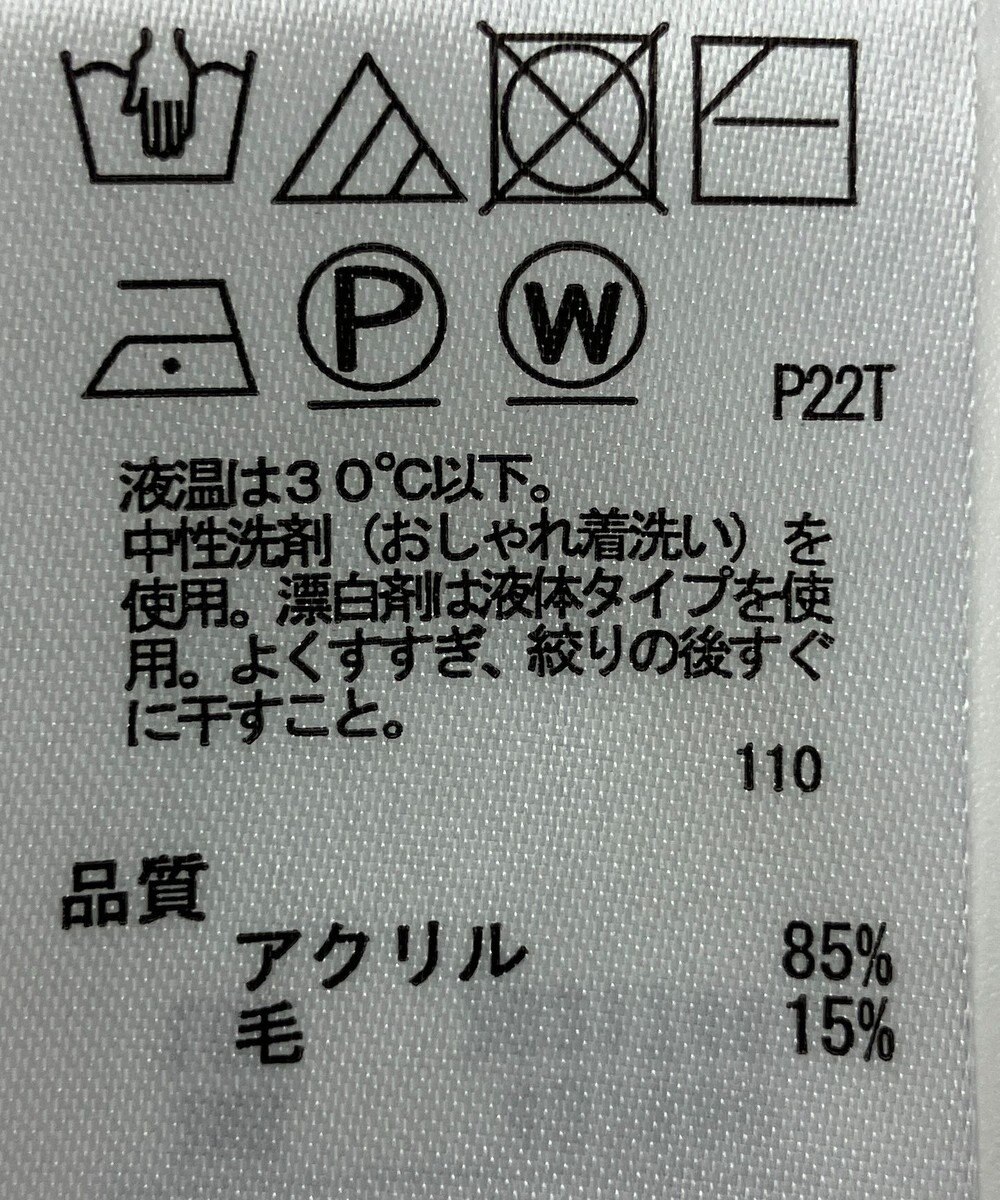 P
W
P22T
液温は３０℃以下。
中性洗剤（おしゃれ着洗い）を
使用。漂白剤は液体タイプを使
用。よくすすぎ、絞りの後すぐ
に干すこと。
110
品質
アクリル 85%
毛 15%